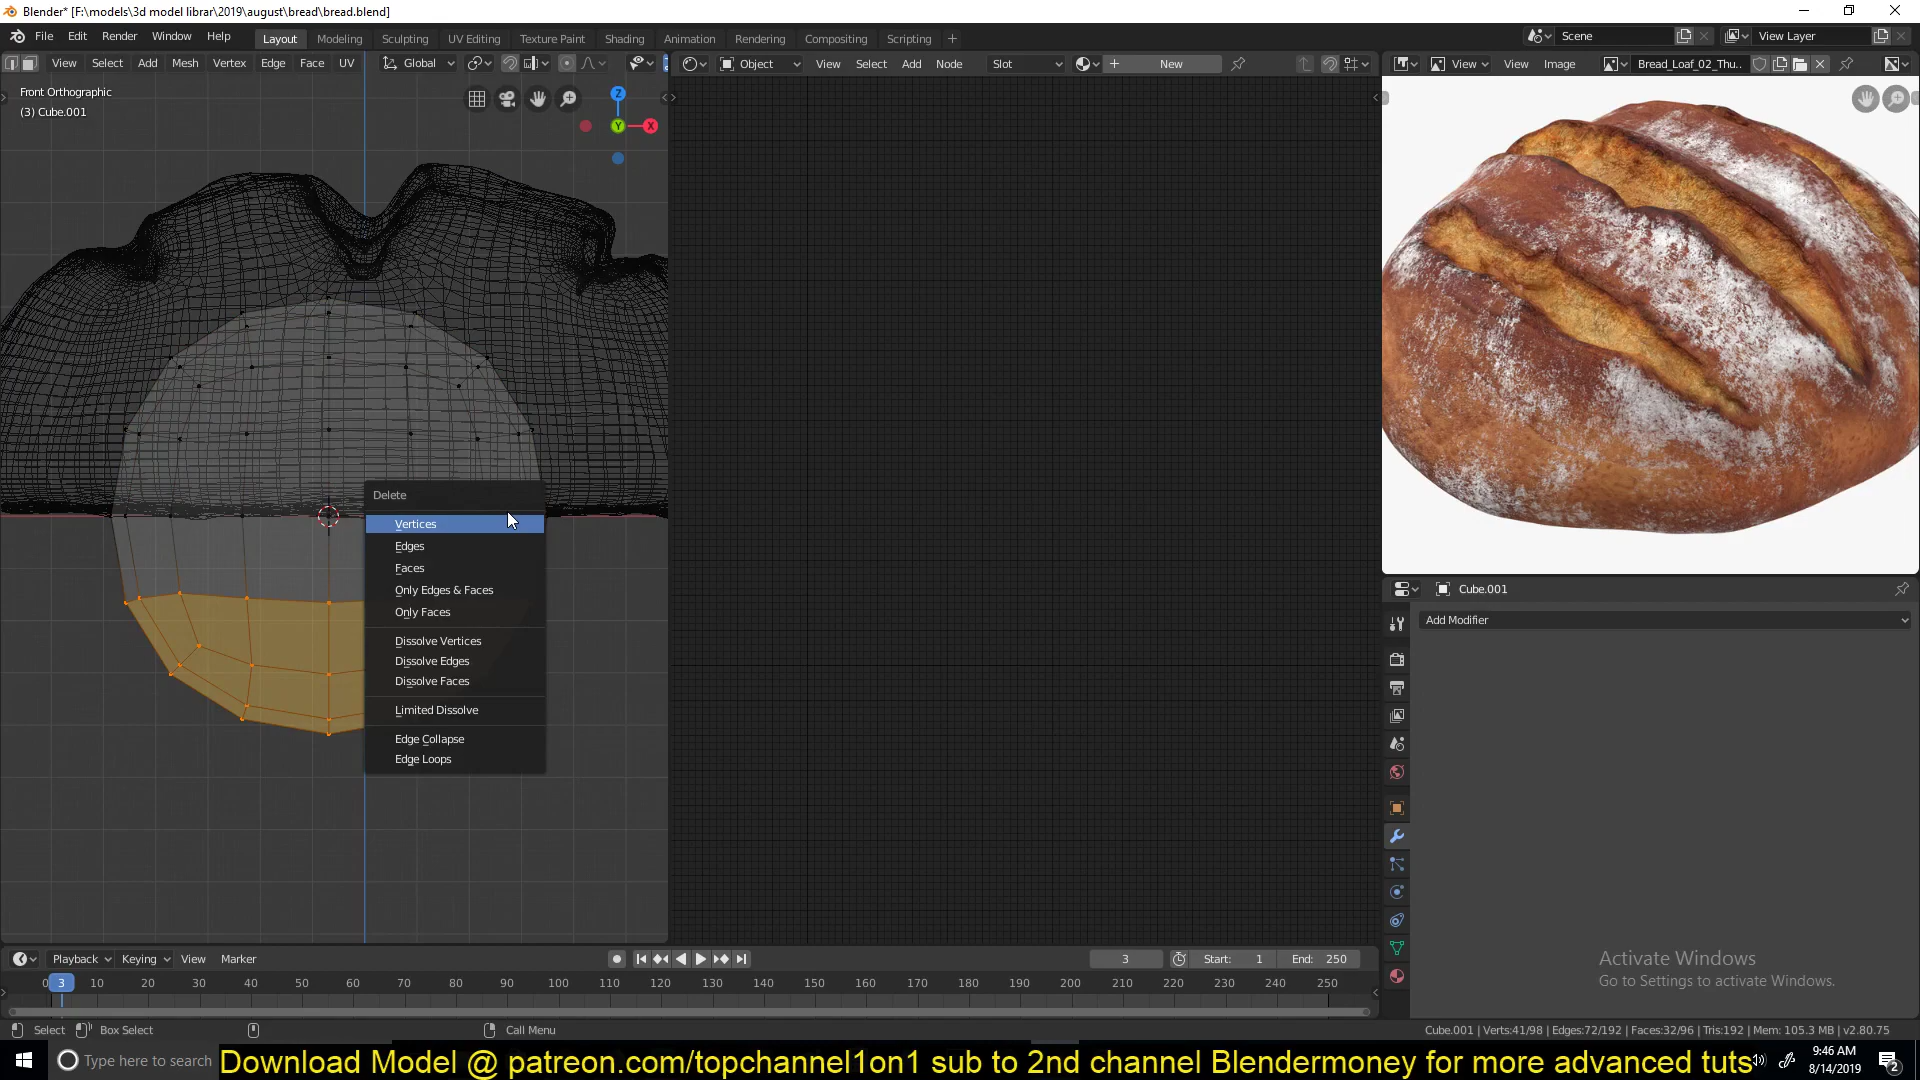 Blender* [F:\models\3d model librar\2019\august\bread\bread.blend]
File Edit Render Window Help Layout Modeling Sculpting UV Editing Texture Paint Shading Animation Rendering Compositing Scripting + Scene View Layer
View Select Add Mesh Vertex Edge Face UV Global Object View Select Add Node Slot New View View Image Bread_Loaf_02_Thu..
Front Orthographic
(3) Cube.001
Z
Y X
Delete
Vertices
Edges
Faces
Only Edges & Faces
Only Faces
Dissolve Vertices
Dissolve Edges
Dissolve Faces
Limited Dissolve
Edge Collapse
Edge Loops
Cube.001
Add Modifier
Activate Windows
Go to Settings to activate Windows.
Playback Keying View Marker 3 Start: 1 End: 250
0 3 10 20 30 40 50 60 70 80 90 100 110 120 130 140 150 160 170 180 190 200 210 220 230 240 250
Select Box Select Call Menu Cube.001 | Verts:41/98 | Edges:72/192 | Faces:32/96 | Tris:192 | Mem: 105.3 MB | v2.80.75
Type here to search Download Model @ patreon.com/topchannel1on1 sub to 2nd channel Blendermoney for more advanced tuts
9:46 AM
8/14/2019
2